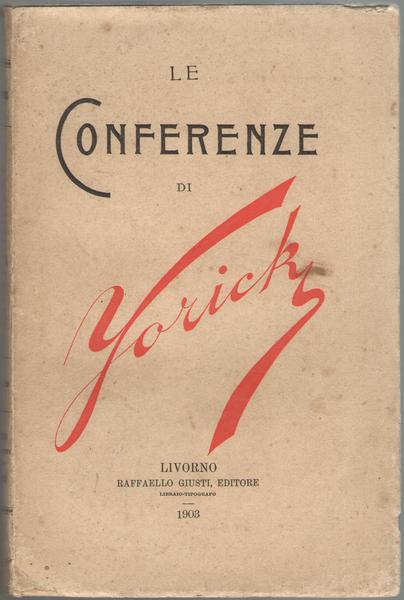 LE
CONFERENZE
DI
Yorick
LIVORNO
RAFFAELLO GIUSTI, EDITORE
LIBRAIO-TIPOGRAFO
1903